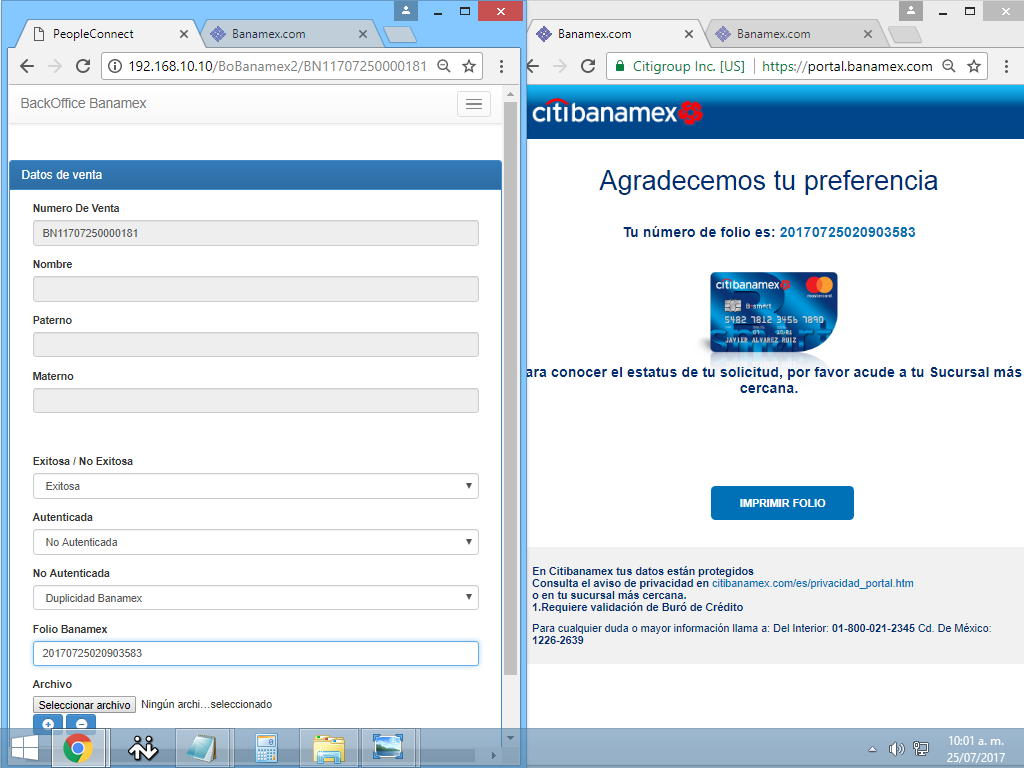 PeopleConnect
Banamex.com
192.168.10.10/BoBanamex2/BN11707250000181
BackOffice Banamex
Datos de venta
Numero De Venta
BN11707250000181
Nombre
Paterno
Materno
Exitosa / No Exitosa
Exitosa
Autenticada
No Autenticada
No Autenticada
Duplicidad Banamex
Folio Banamex
20170725020903583
Archivo
Seleccionar archivo Ningún archi...seleccionado
Banamex.com
Banamex.com
Citigroup Inc. [US] https://portal.banamex.com
citibanamex
Agradecemos tu preferencia
Tu número de folio es: 20170725020903583
citibanamex
mastercard
B·smart
5482 7812 3456 7890
JAVIER ALVAREZ RUIZ
ara conocer el estatus de tu solicitud, por favor acude a tu Sucursal más
cercana.
IMPRIMIR FOLIO
En Citibanamex tus datos están protegidos
Consulta el aviso de privacidad en citibanamex.com/es/privacidad_portal.htm
o en tu sucursal más cercana.
1.Requiere validación de Buró de Crédito
Para cualquier duda o mayor información llama a: Del Interior: 01-800-021-2345 Cd. De México:
1226-2639
10:01 a. m.
25/07/2017